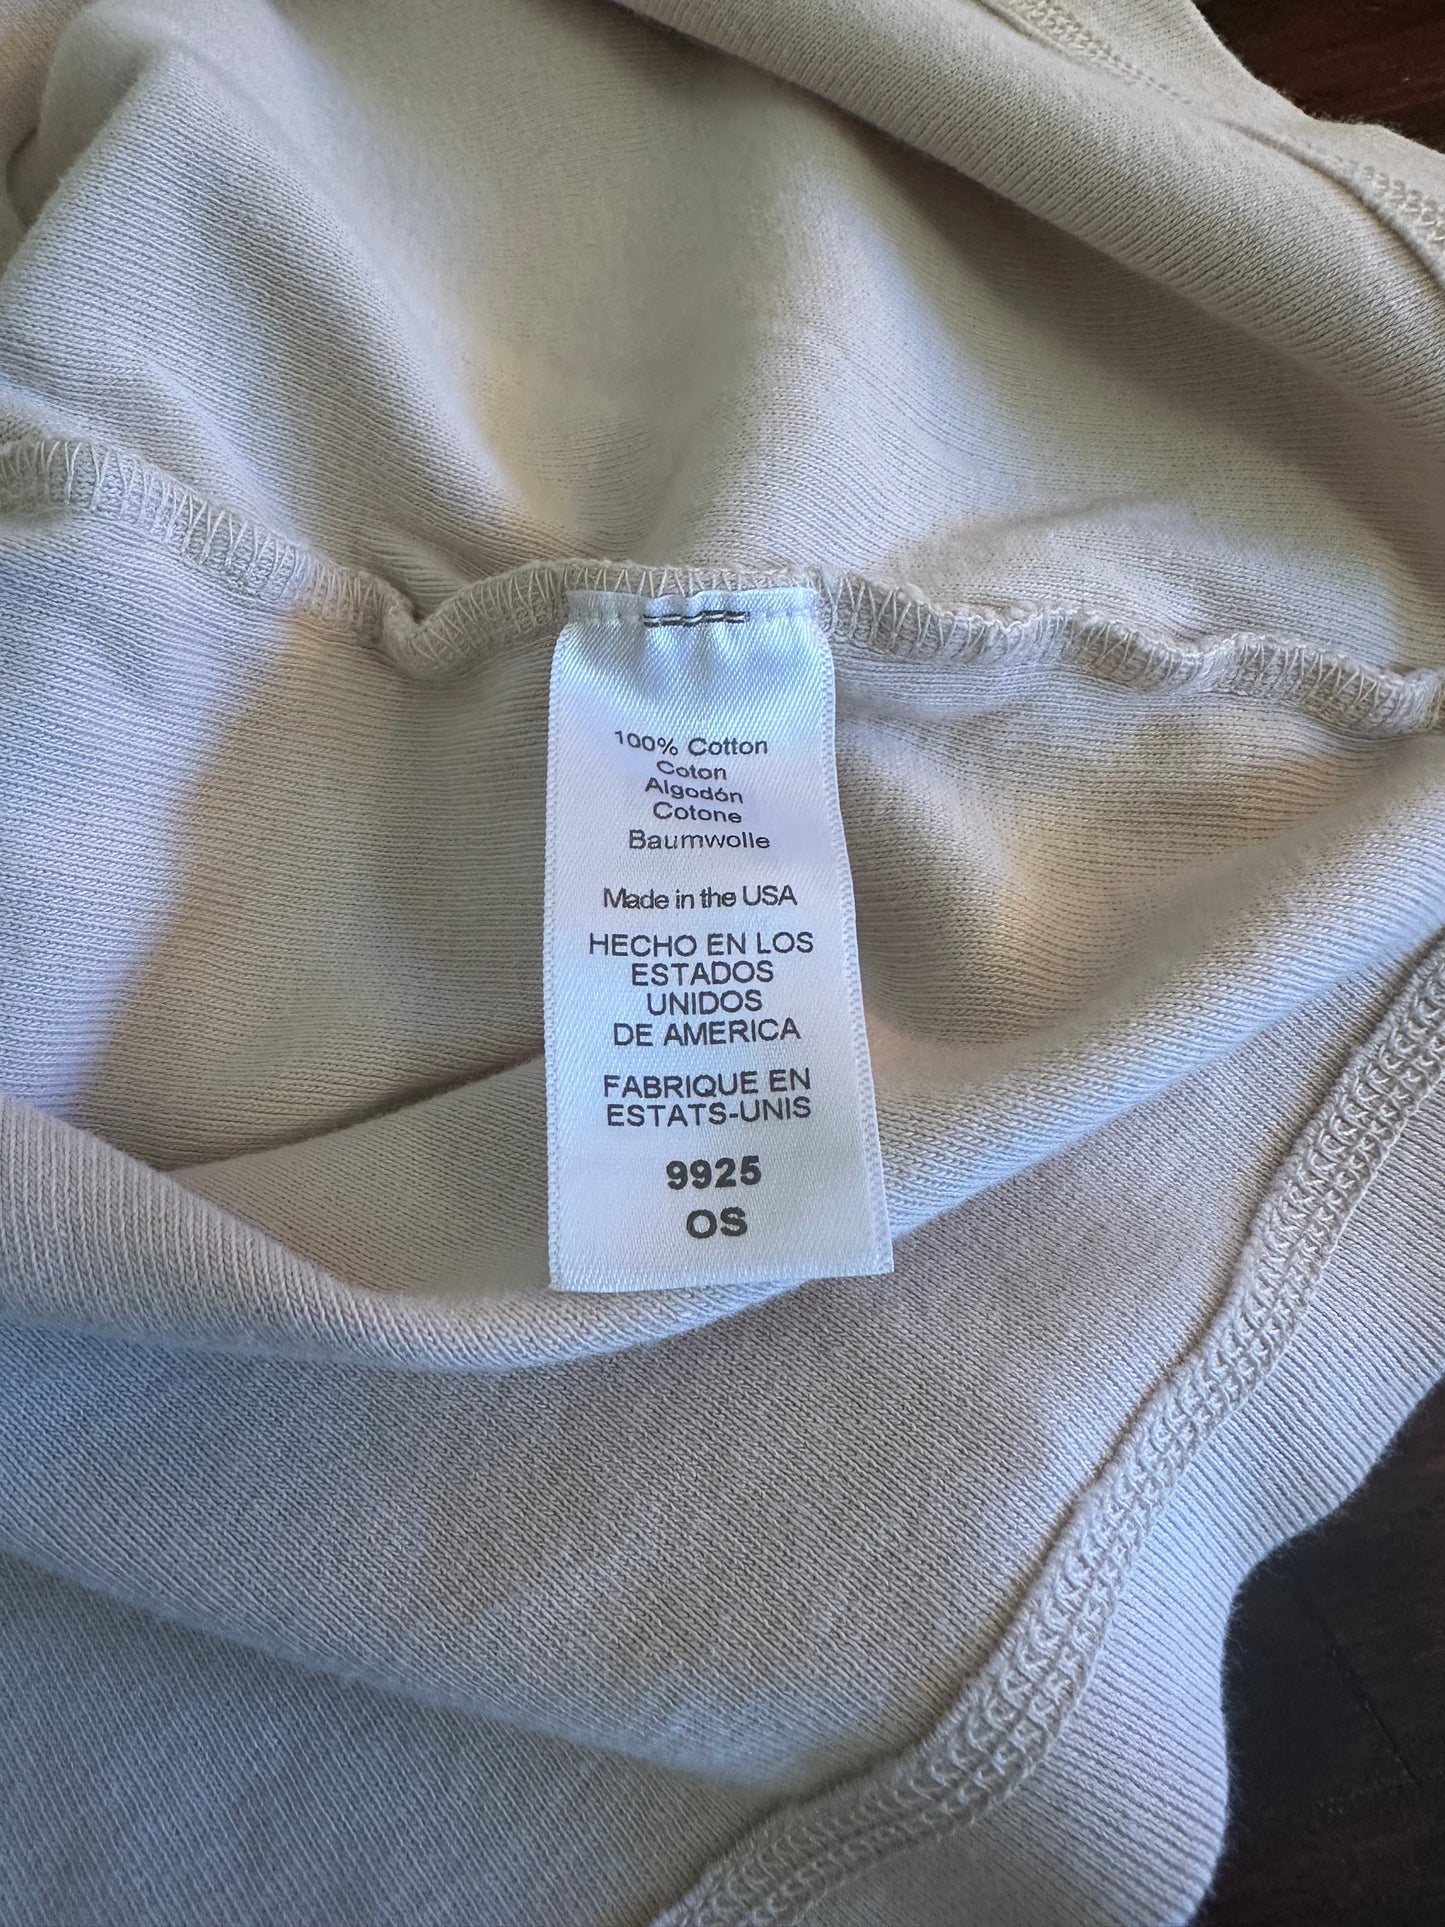 100% Cotton
Coton
Algodón
Cotone
Baumwolle
Made in the USA
HECHO EN LOS
ESTADOS
UNIDOS
DE AMERICA
FABRIQUE EN
ESTATS-UNIS
9925
OS